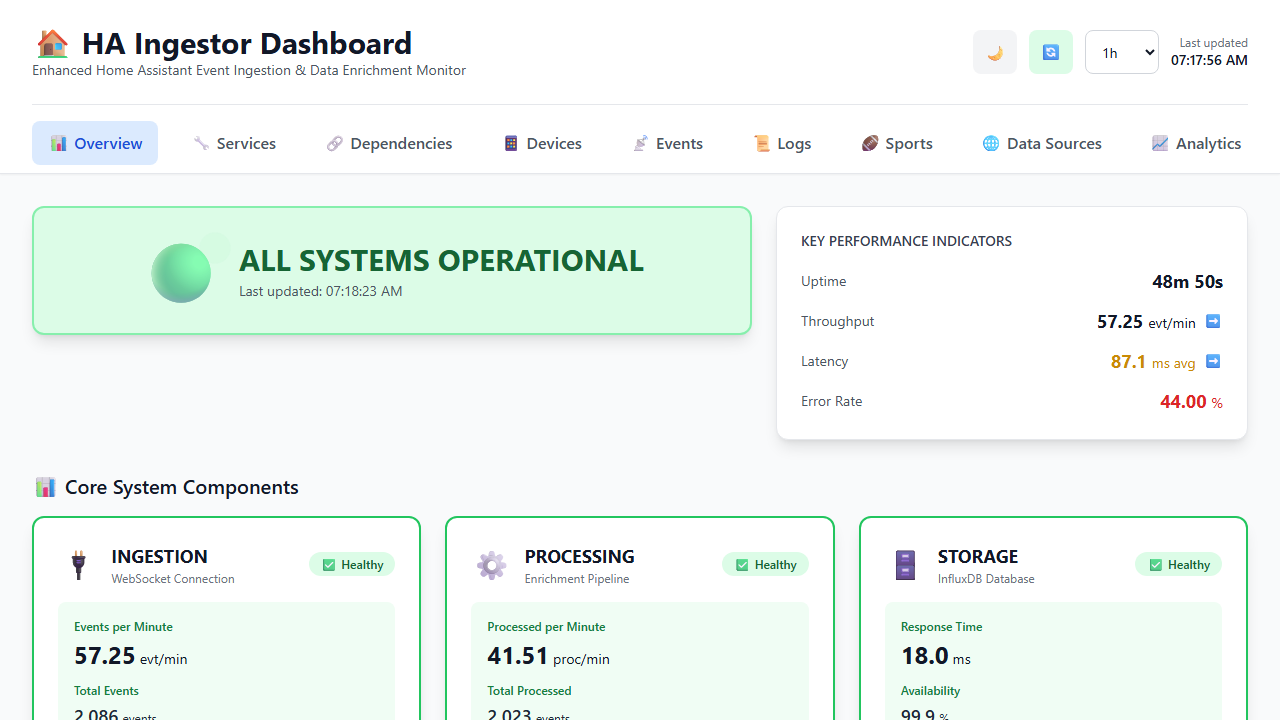 HA Ingestor Dashboard
Enhanced Home Assistant Event Ingestion & Data Enrichment Monitor
1h
Last updated
07:17:56 AM
Overview
Services
Dependencies
Devices
Events
Logs
Sports
Data Sources
Analytics
ALL SYSTEMS OPERATIONAL
Last updated: 07:18:23 AM
KEY PERFORMANCE INDICATORS
Uptime 48m 50s
Throughput 57.25 evt/min
Latency 87.1 ms avg
Error Rate 44.00 %
Core System Components
INGESTION
WebSocket Connection
Healthy
Events per Minute
57.25 evt/min
Total Events
2,086 events
PROCESSING
Enrichment Pipeline
Healthy
Processed per Minute
41.51 proc/min
Total Processed
2,023 events
STORAGE
InfluxDB Database
Healthy
Response Time
18.0 ms
Availability
99.9 %